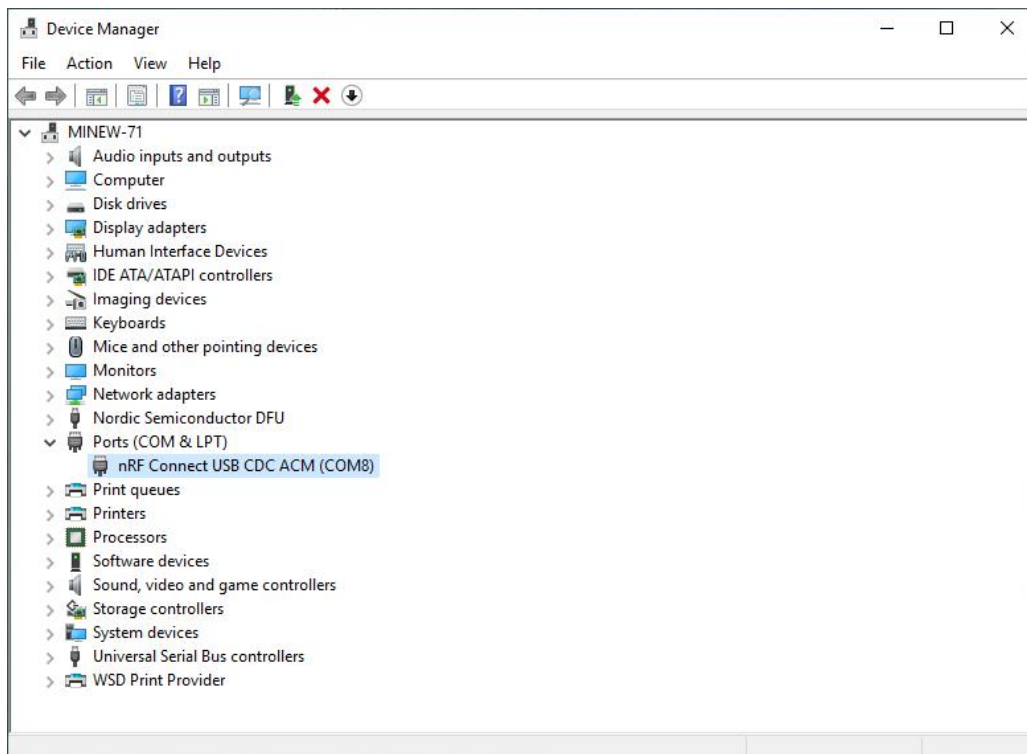 Device Manager
File Action View Help
MINEW-71
Audio inputs and outputs
Computer
Disk drives
Display adapters
Human Interface Devices
IDE ATA/ATAPI controllers
Imaging devices
Keyboards
Mice and other pointing devices
Monitors
Network adapters
Nordic Semiconductor DFU
Ports (COM & LPT)
nRF Connect USB CDC ACM (COM8)
Print queues
Printers
Processors
Software devices
Sound, video and game controllers
Storage controllers
System devices
Universal Serial Bus controllers
WSD Print Provider